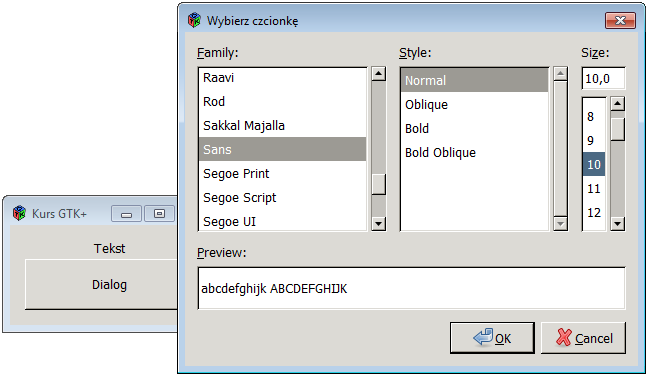 Wybierz czcionkę
Family:
Raavi
Rod
Sakkal Majalla
Sans
Segoe Print
Segoe Script
Segoe UI
Style:
Normal
Oblique
Bold
Bold Oblique
Size:
10,0
8
9
10
11
12
Preview:
abcdefghijk ABCDEFGHIJK
OK
Cancel
Kurs GTK+
Tekst
Dialog